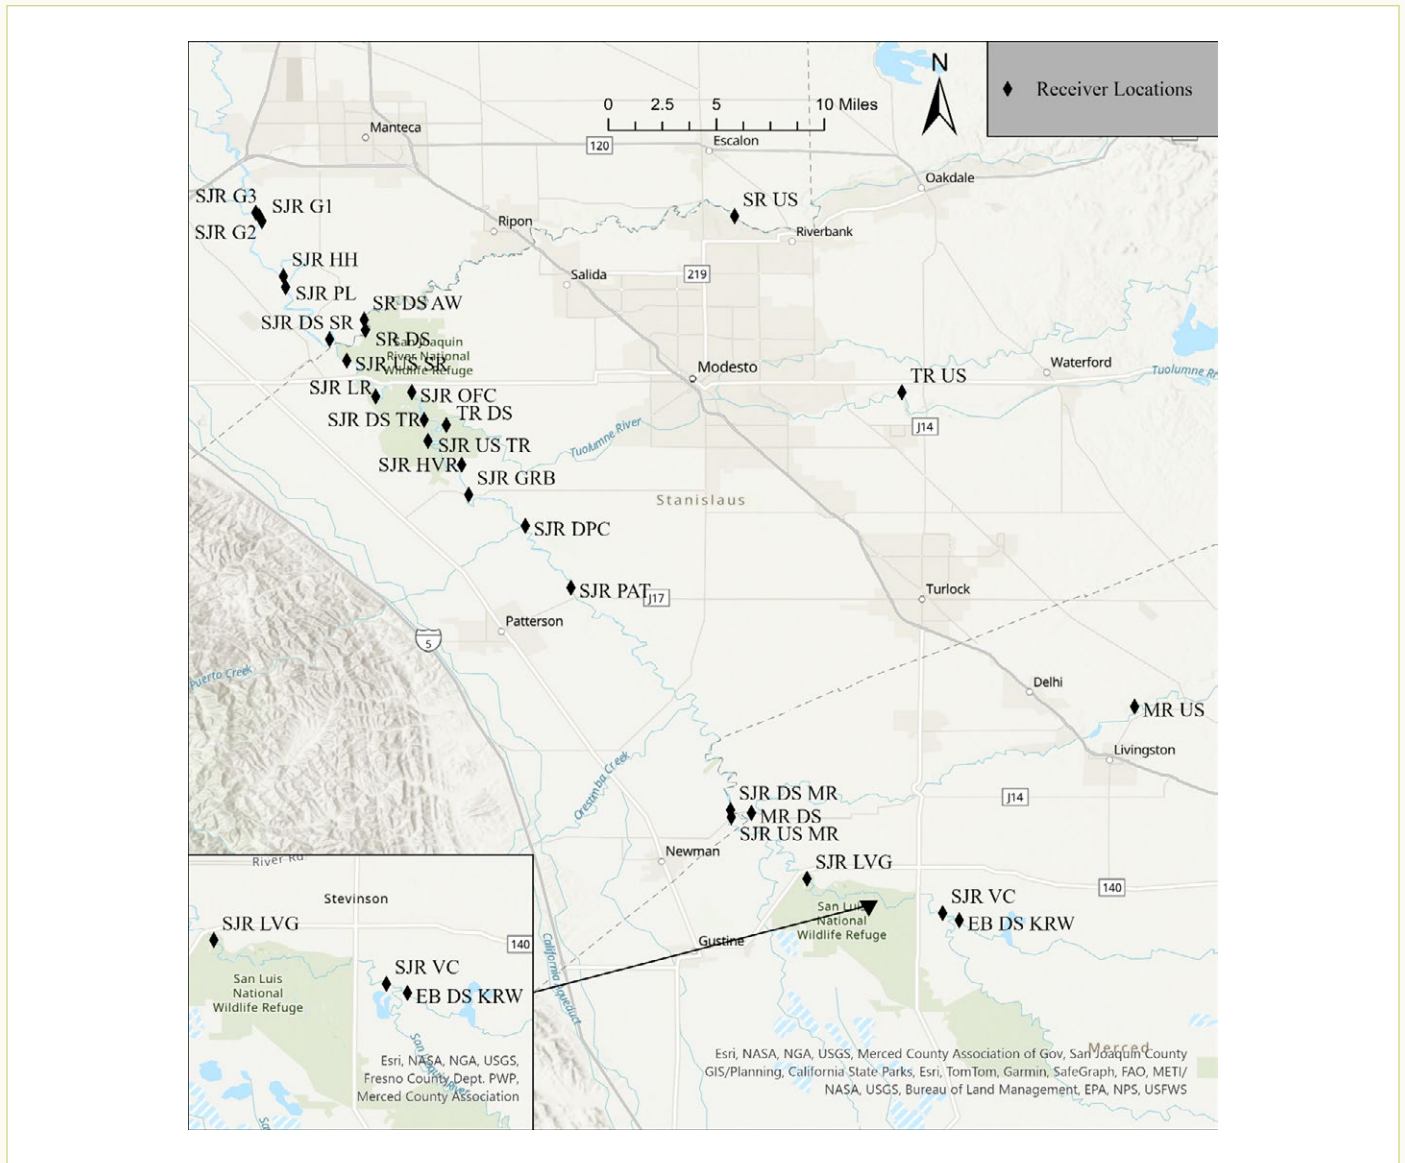 N
Receiver Locations
0 2.5 5 10 Miles
Manteca
120
Escalon
Oakdale
SJR G3
SJR G1
SR US
SJR G2
Ripon
Riverbank
SJR HH
Salida
219
SJR PL
SR DS AW
SJR DS SR
SR DS
San Joaquin
River National
Wildlife Refuge
SJR US SR
Modesto
Waterford
Tuolumne R
TR US
SJR LR
SJR OFC
TR DS
SJR DS TR
J14
Tuolumne River
SJR US TR
SJR HVR
SJR GRB
Stanislaus
SJR DPC
SJR PAT
J17
Turlock
Patterson
5
Puerto Creek
Delhi
MR US
Livingston
Orestimba Creek
SJR DS MR
J14
MR DS
SJR US MR
Newman
SJR LVG
140
SJR VC
San Luis
National
Wildlife Refuge
EB DS KRW
Gustine
California Aqueduct
River Rd
Stevinson
SJR LVG
140
SJR VC
San Luis
National
Wildlife Refuge
EB DS KRW
San Joaquin River
Esri, NASA, NGA, USGS,
Fresno County Dept. PWP,
Merced County Association
Merced
Esri, NASA, NGA, USGS, Merced County Association of Gov, San Joaquin County
GIS/Planning, California State Parks, Esri, TomTom, Garmin, SafeGraph, FAO, METI/
NASA, USGS, Bureau of Land Management, EPA, NPS, USFWS